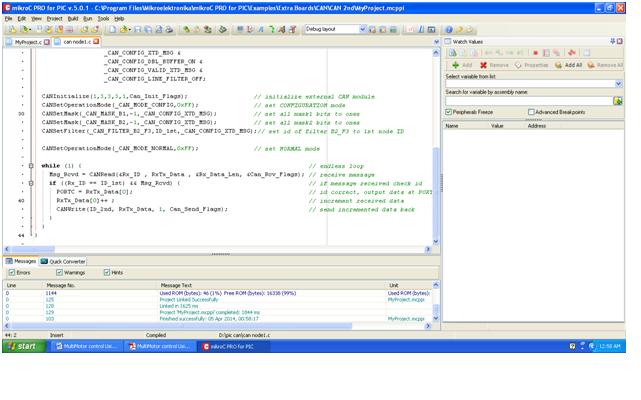 mikroC PRO for PIC v.5.0.1 - C:\Program Files\Mikroelektronika\mikroC PRO for PIC\Examples\Extra Boards\CAN\CAN 2nd\MyProject.mcppi
File Edit View Project Build Run Tools Help
Debug layout
MyProject.c can node1.c
_CAN_CONFIG_XTD_MSG &
_CAN_CONFIG_DBL_BUFFER_ON &
_CAN_CONFIG_VALID_XTD_MSG &
_CAN_CONFIG_LINE_FILTER_OFF;
CANInitialize(1,3,3,3,1,Can_Init_Flags); // initialize external CAN module
CANSetOperationMode(_CAN_MODE_CONFIG,0xFF); // set CONFIGURATION mode
30 CANSetMask(_CAN_MASK_B1,-1,_CAN_CONFIG_XTD_MSG); // set all mask1 bits to ones
CANSetMask(_CAN_MASK_B2,-1,_CAN_CONFIG_XTD_MSG); // set all mask2 bits to ones
CANSetFilter(_CAN_FILTER_B2_F3,ID_1st,_CAN_CONFIG_XTD_MSG);// set id of filter B2_F3 to 1st node ID
CANSetOperationMode(_CAN_MODE_NORMAL,0xFF); // set NORMAL mode
while (1) { // endless loop
Msg_Rcvd = CANRead(&Rx_ID , RxTx_Data , &Rx_Data_Len, &Can_Rcv_Flags); // receive message
if ((Rx_ID == ID_1st) && Msg_Rcvd) { // if message received check id
PORTC = RxTx_Data[0]; // id correct, output data at PORT
40 RxTx_Data[0]++ ; // increment received data
CANWrite(ID_2nd, RxTx_Data, 1, Can_Send_Flags); // send incremented data back
}
}
44 }
Watch Values
Add Remove Properties Add All Remove All
Select variable from list:
Search for variable by assembly name:
Peripherals Freeze Advanced Breakpoints
Name Value Address
Messages Quick Converter
Errors Warnings Hints
Line Message No. Message Text Unit
0 1144 Used ROM (bytes): 46 (1%) Free ROM (bytes): 16338 (99%) Used ROM (bytes):
0 125 Project Linked Successfully MyProject.mcppi
0 128 Linked in 1625 ms
0 129 Project 'MyProject.mcppi' completed: 1844 ms
0 103 Finished successfully: 05 Apr 2014, 00:58:17 MyProject.mcppi
44: 2 Insert Compiled D:\pic can\can node1.c
start MultiMotor control Usi... MultiMotor control Usi... mikroC PRO for PIC 12:58 AM